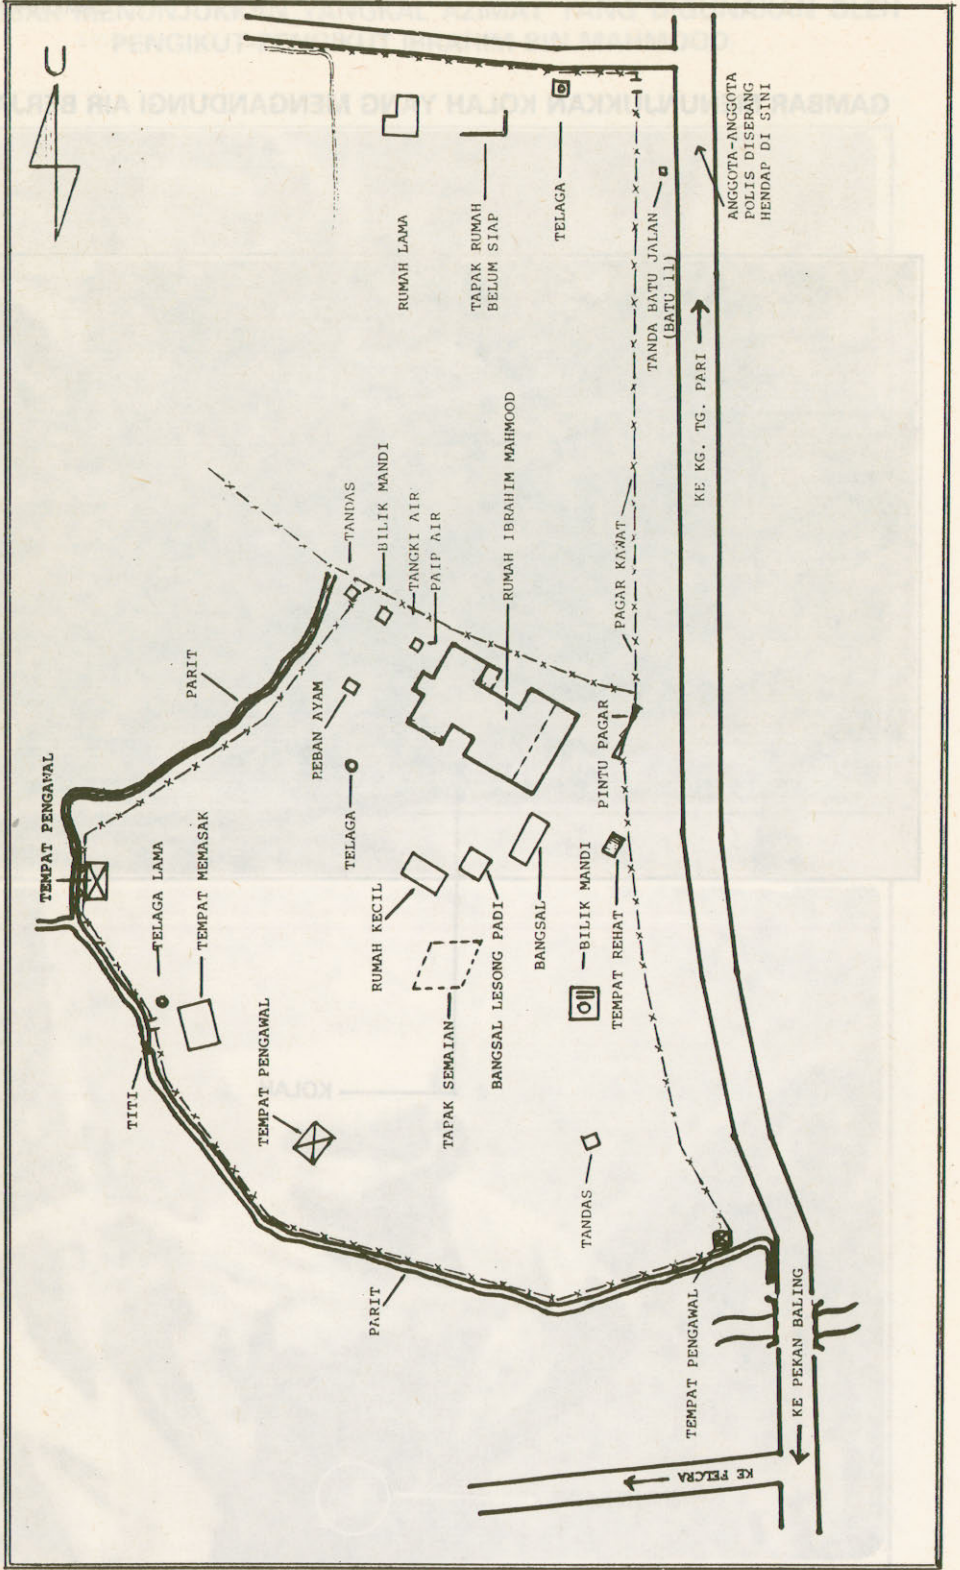 U
TEMPAT PENGAWAL
TITI
TELAGA LAMA
TEMPAT MEMASAK
PARIT
TEMPAT PENGAWAL
REBAN AYAM
TELAGA
TANDAS
BILIK MANDI
TANGKI AIR
PAIP AIR
RUMAH LAMA
PARIT
RUMAH KECIL
TAPAK SEMAIAN
BANGSAL LESONG PADI
BANGSAL
RUMAH IBRAHIM MAHMOOD
TAPAK RUMAH
BELUM SIAP
TELAGA
TANDAS
BILIK MANDI
TEMPAT REHAT
PINTU PAGAR
PAGAR KAWAT
TANDA BATU JALAN
(BATU 11)
TEMPAT PENGAWAL
KE KG. TG. PARI
ANGGOTA-ANGGOTA
POLIS DISERANG
HENDAP DI SINI
KE PELCRA
KE PEKAN BALING